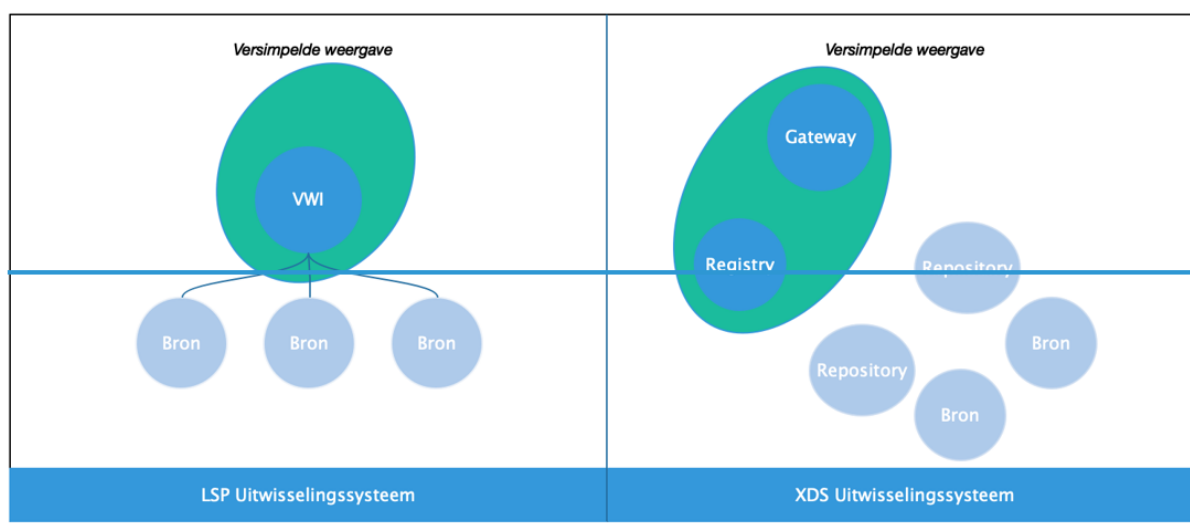 Versimpelde weergave
VWI
Bron
Bron
Bron
LSP Uitwisselingssysteem
Versimpelde weergave
Gateway
Registry
Repository
Bron
Repository
Bron
XDS Uitwisselingssysteem